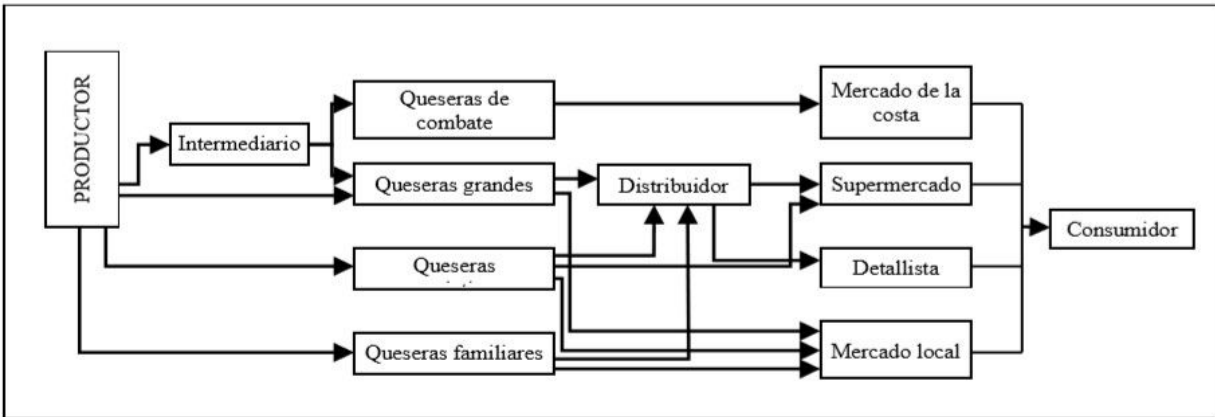 PRODUCTOR
Intermediario
Queseras de
combate
Queseras grandes
Queseras
Queseras familiares
Distribuidor
Mercado de la
costa
Supermercado
Detallista
Mercado local
Consumidor